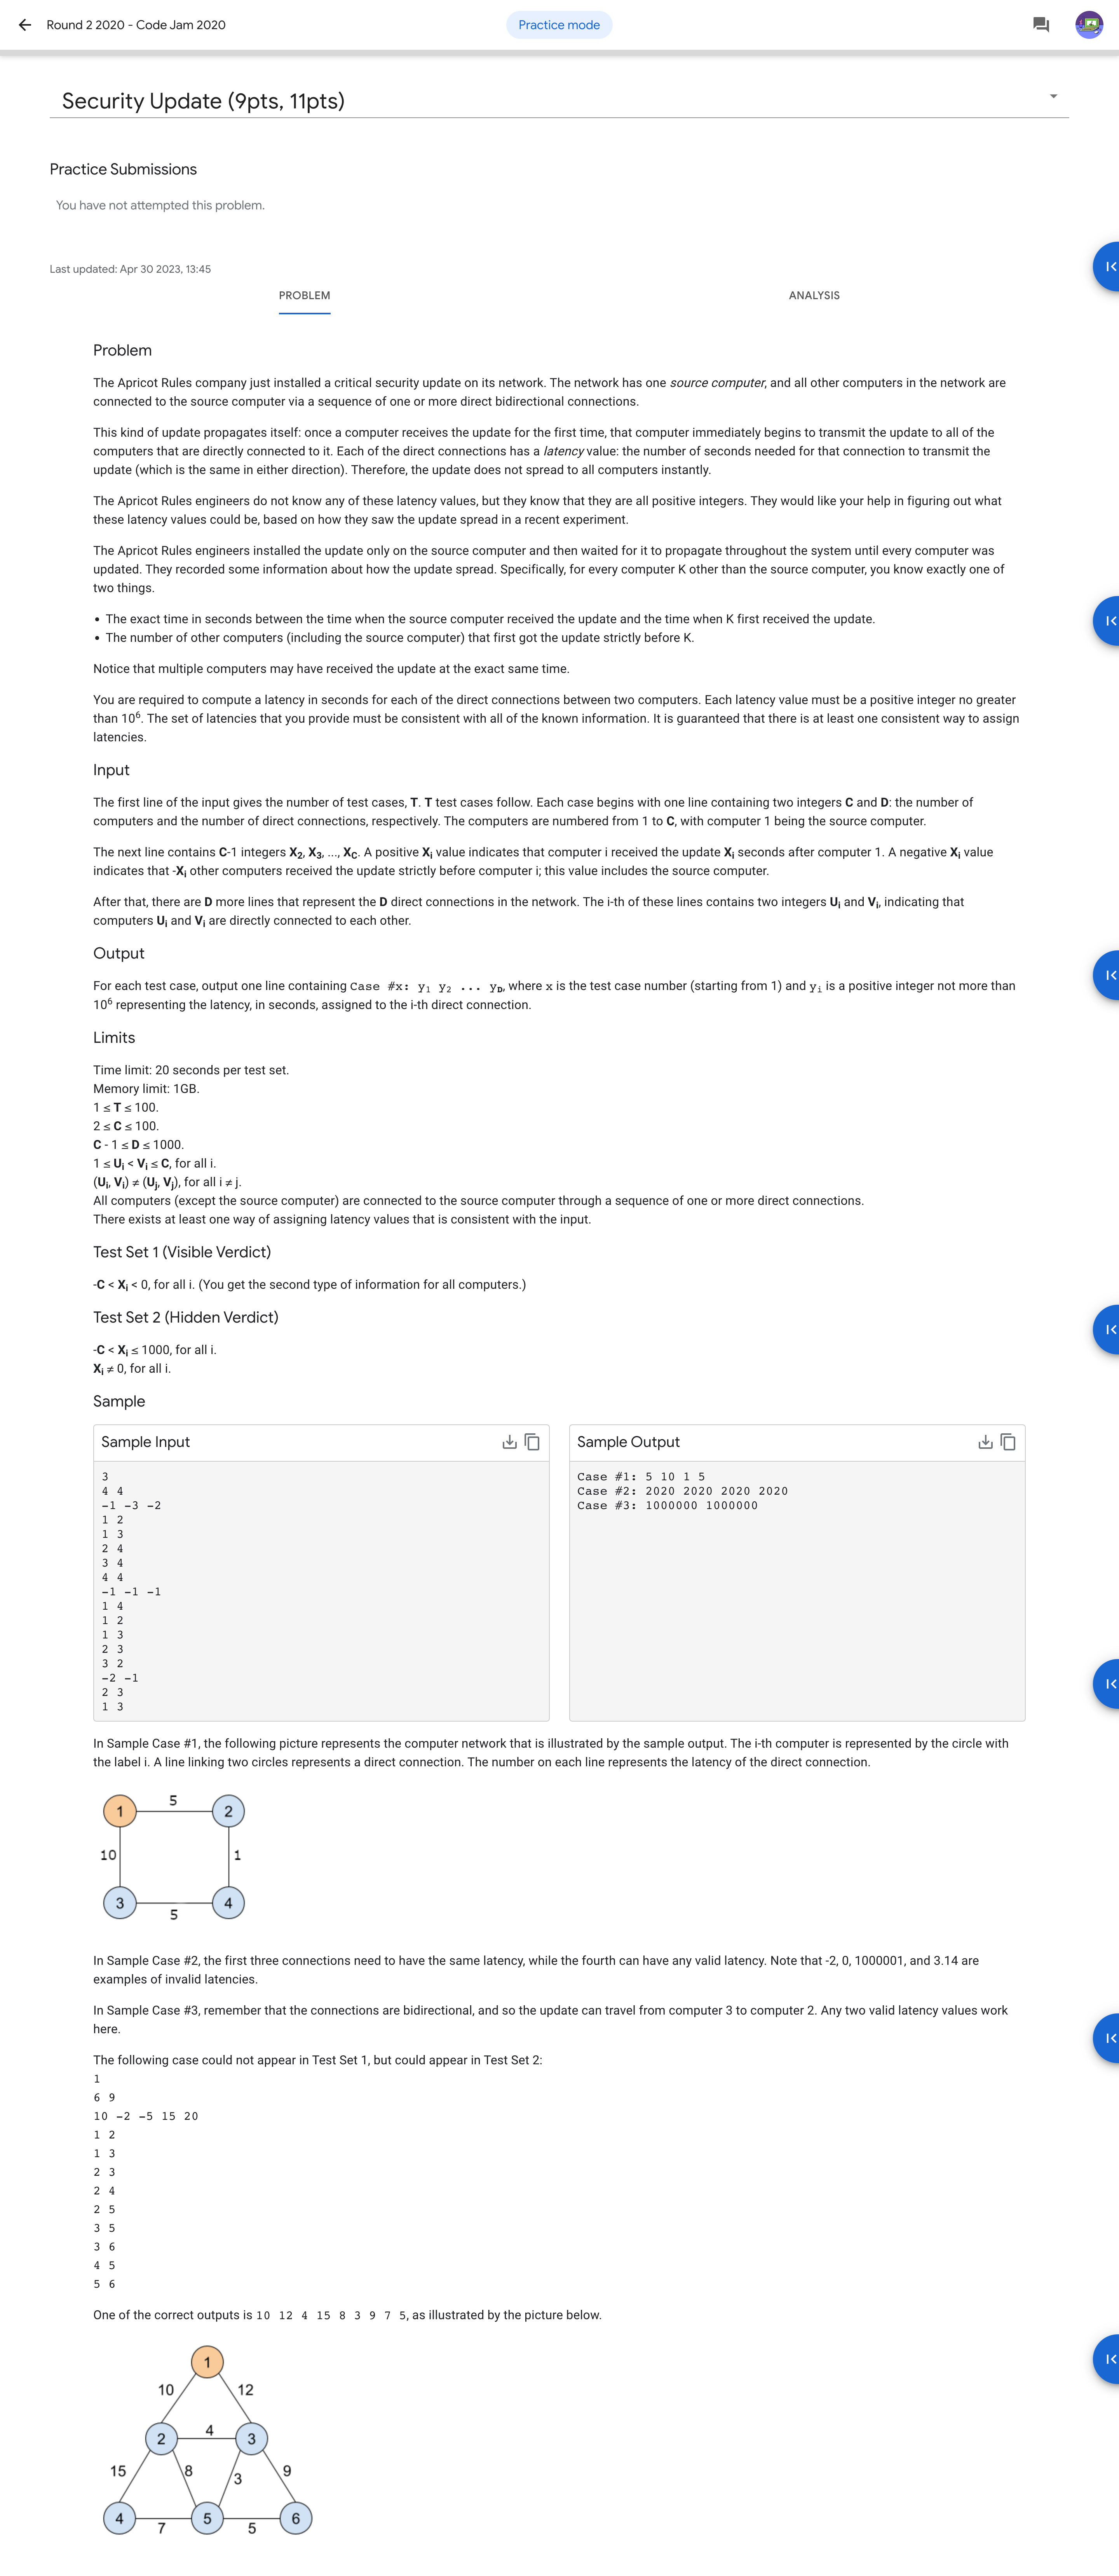 Round 2 2020 - Code Jam 2020
Practice mode
Security Update (9pts, 11pts)
Practice Submissions
You have not attempted this problem.
Last updated: Apr 30 2023, 13:45
PROBLEM
ANALYSIS
Problem
The Apricot Rules company just installed a critical security update on its network. The network has one source computer, and all other computers in the network are
connected to the source computer via a sequence of one or more direct bidirectional connections.
This kind of update propagates itself: once a computer receives the update for the first time, that computer immediately begins to transmit the update to all of the
computers that are directly connected to it. Each of the direct connections has a latency value: the number of seconds needed for that connection to transmit the
update (which is the same in either direction). Therefore, the update does not spread to all computers instantly.
The Apricot Rules engineers do not know any of these latency values, but they know that they are all positive integers. They would like your help in figuring out what
these latency values could be, based on how they saw the update spread in a recent experiment.
The Apricot Rules engineers installed the update only on the source computer and then waited for it to propagate throughout the system until every computer was
updated. They recorded some information about how the update spread. Specifically, for every computer K other than the source computer, you know exactly one of
two things.
• The exact time in seconds between the time when the source computer received the update and the time when K first received the update.
• The number of other computers (including the source computer) that first got the update strictly before K.
Notice that multiple computers may have received the update at the exact same time.
You are required to compute a latency in seconds for each of the direct connections between two computers. Each latency value must be a positive integer no greater
than 10⁶. The set of latencies that you provide must be consistent with all of the known information. It is guaranteed that there is at least one consistent way to assign
latencies.
Input
The first line of the input gives the number of test cases, T. T test cases follow. Each case begins with one line containing two integers C and D: the number of
computers and the number of direct connections, respectively. The computers are numbered from 1 to C, with computer 1 being the source computer.
The next line contains C-1 integers X₂, X₃, ..., X_C. A positive Xᵢ value indicates that computer i received the update Xᵢ seconds after computer 1. A negative Xᵢ value
indicates that -Xᵢ other computers received the update strictly before computer i; this value includes the source computer.
After that, there are D more lines that represent the D direct connections in the network. The i-th of these lines contains two integers Uᵢ and Vᵢ, indicating that
computers Uᵢ and Vᵢ are directly connected to each other.
Output
For each test case, output one line containing Case #x: y₁ y₂ ... y_D, where x is the test case number (starting from 1) and yᵢ is a positive integer not more than
10⁶ representing the latency, in seconds, assigned to the i-th direct connection.
Limits
Time limit: 20 seconds per test set.
Memory limit: 1GB.
1 ≤ T ≤ 100.
2 ≤ C ≤ 100.
C - 1 ≤ D ≤ 1000.
1 ≤ Uᵢ < Vᵢ ≤ C, for all i.
(Uᵢ, Vᵢ) ≠ (Uⱼ, Vⱼ), for all i ≠ j.
All computers (except the source computer) are connected to the source computer through a sequence of one or more direct connections.
There exists at least one way of assigning latency values that is consistent with the input.
Test Set 1 (Visible Verdict)
-C < Xᵢ < 0, for all i. (You get the second type of information for all computers.)
Test Set 2 (Hidden Verdict)
-C < Xᵢ ≤ 1000, for all i.
Xᵢ ≠ 0, for all i.
Sample
Sample Input
3
4 4
-1 -3 -2
1 2
1 3
2 4
3 4
4 4
-1 -1 -1
1 4
1 2
1 3
2 3
3 2
-2 -1
2 3
1 3
Sample Output
Case #1: 5 10 1 5
Case #2: 2020 2020 2020 2020
Case #3: 1000000 1000000
In Sample Case #1, the following picture represents the computer network that is illustrated by the sample output. The i-th computer is represented by the circle with
the label i. A line linking two circles represents a direct connection. The number on each line represents the latency of the direct connection.
1 5 2
10 1
3 5 4
In Sample Case #2, the first three connections need to have the same latency, while the fourth can have any valid latency. Note that -2, 0, 1000001, and 3.14 are
examples of invalid latencies.
In Sample Case #3, remember that the connections are bidirectional, and so the update can travel from computer 3 to computer 2. Any two valid latency values work
here.
The following case could not appear in Test Set 1, but could appear in Test Set 2:
1
6 9
10 -2 -5 15 20
1 2
1 3
2 3
2 4
2 5
3 5
3 6
4 5
5 6
One of the correct outputs is 10 12 4 15 8 3 9 7 5, as illustrated by the picture below.
1
10 12
2 4 3
15 8 3 9
4 7 5 5 6